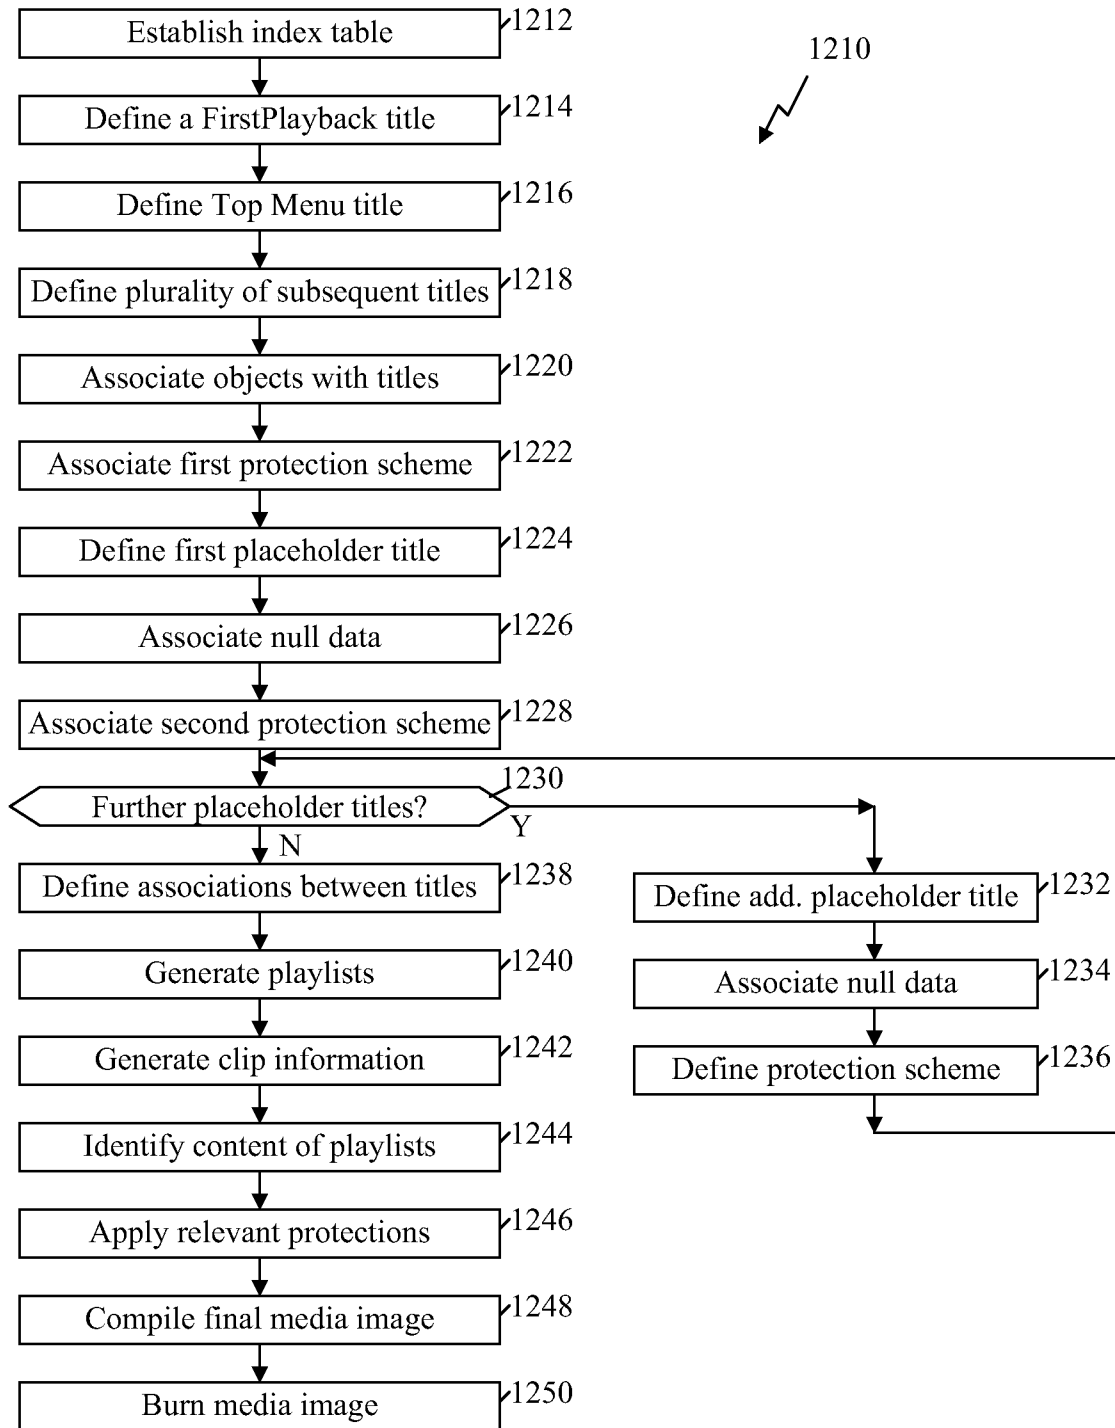 Establish index table
1212
1210
Define a FirstPlayback title
1214
Define Top Menu title
1216
Define plurality of subsequent titles
1218
Associate objects with titles
1220
Associate first protection scheme
1222
Define first placeholder title
1224
Associate null data
1226
Associate second protection scheme
1228
Further placeholder titles?
1230
Y
N
Define add. placeholder title
1232
Associate null data
1234
Define protection scheme
1236
Define associations between titles
1238
Generate playlists
1240
Generate clip information
1242
Identify content of playlists
1244
Apply relevant protections
1246
Compile final media image
1248
Burn media image
1250